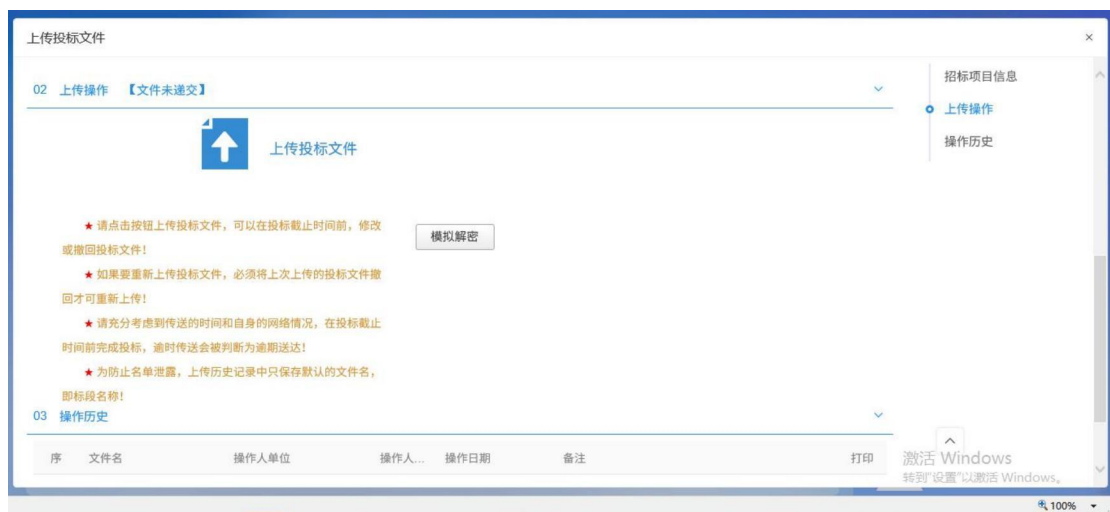 上传投标文件
×
02 上传操作 【文件未递交】
招标项目信息
上传操作
操作历史
上传投标文件
★ 请点击按钮上传投标文件，可以在投标截止时间前，修改
或撤回投标文件！
模拟解密
★ 如果要重新上传投标文件，必须将上次上传的投标文件撤
回才可重新上传！
★ 请充分考虑到传送的时间和自身的网络情况，在投标截止
时间前完成投标，逾时传送会被判断为逾期送达！
★ 为防止名单泄露，上传历史记录中只保存默认的文件名，
即标段名称！
03 操作历史
序 文件名 操作人单位 操作人... 操作日期 备注 打印
激活 Windows
转到"设置"以激活 Windows。
100%